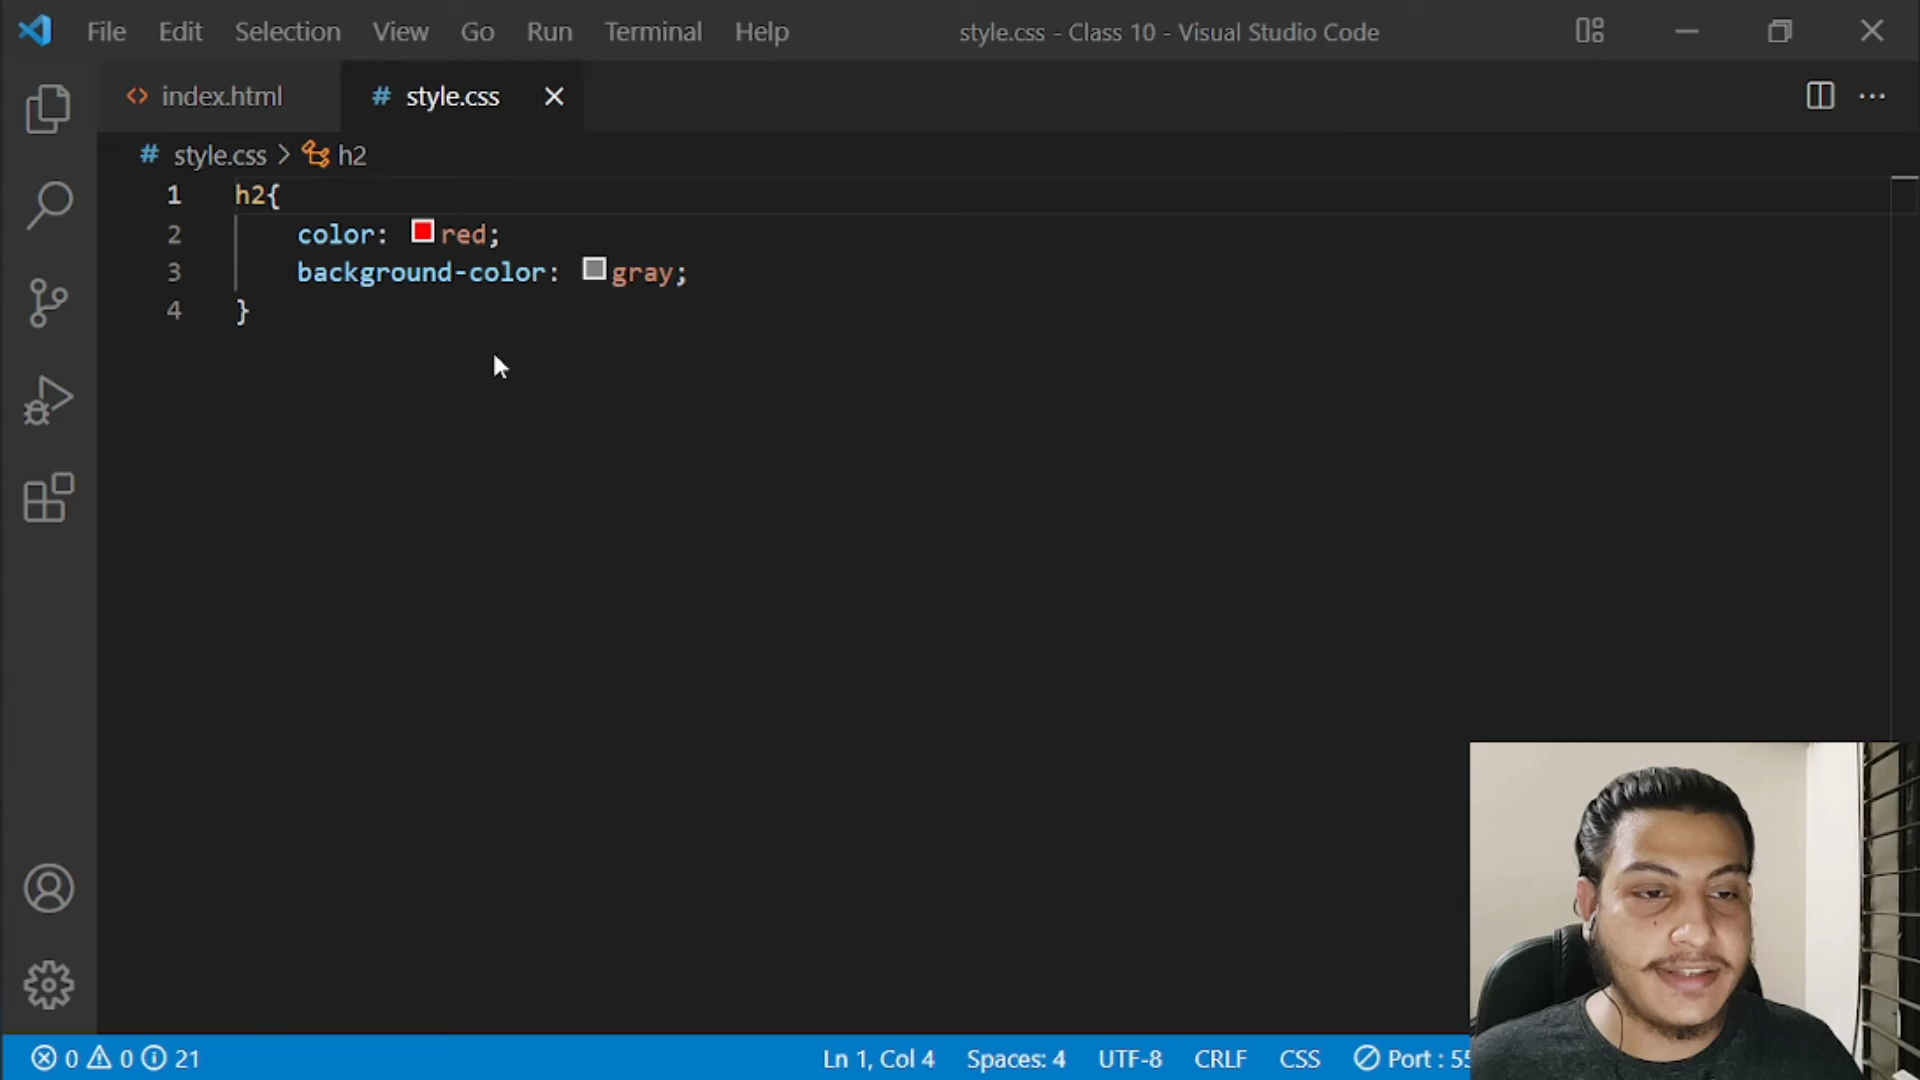 File Edit Selection View Go Run Terminal Help style.css - Class 10 - Visual Studio Code
<> index.html # style.css
# style.css > h2
1 h2{
2 color: red;
3 background-color: gray;
4 }
0 0 21 Ln 1, Col 4 Spaces: 4 UTF-8 CRLF CSS Port : 55